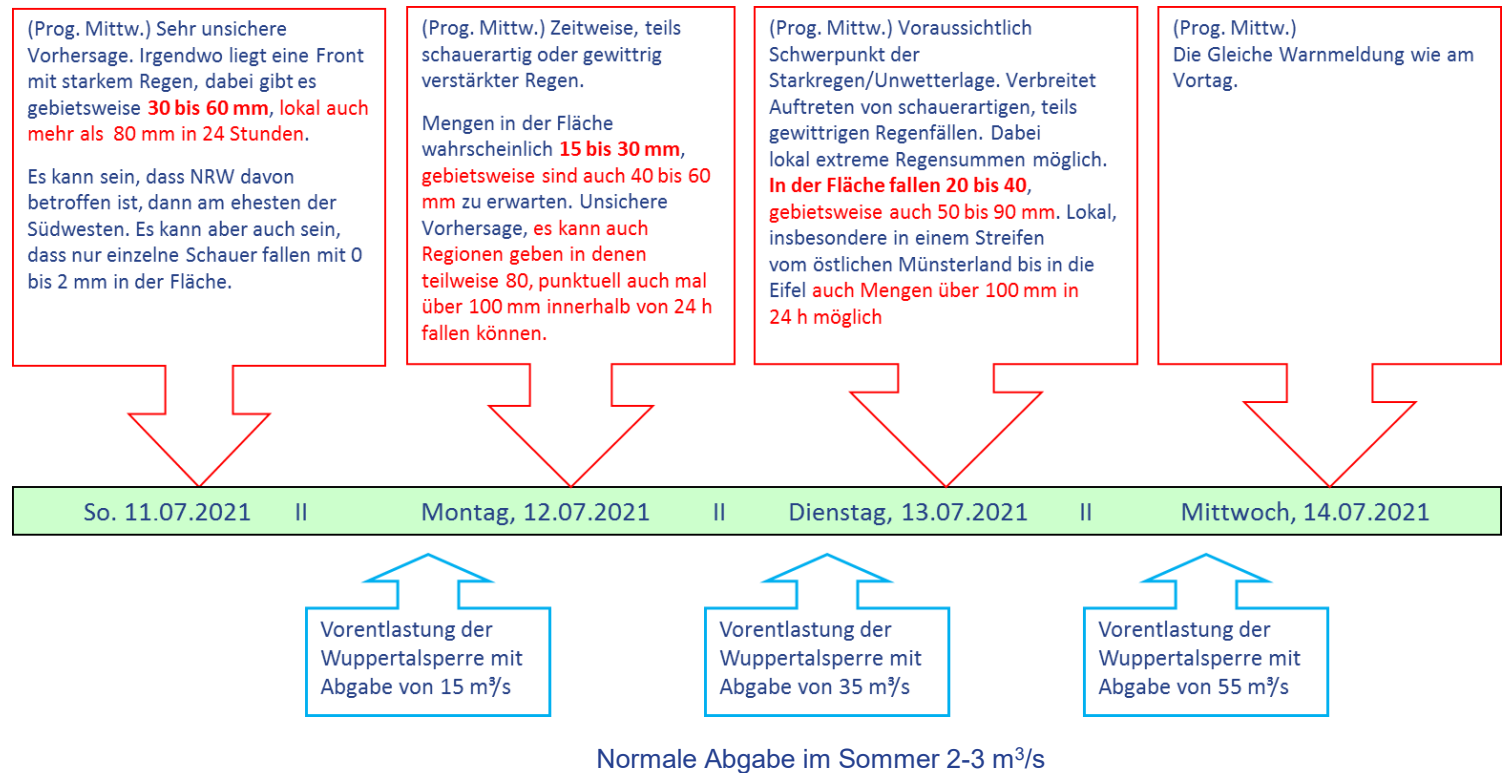 (Prog. Mittw.) Sehr unsichere
Vorhersage. Irgendwo liegt eine Front
mit starkem Regen, dabei gibt es
gebietsweise 30 bis 60 mm, lokal auch
mehr als 80 mm in 24 Stunden.
Es kann sein, dass NRW davon
betroffen ist, dann am ehesten der
Südwesten. Es kann aber auch sein,
dass nur einzelne Schauer fallen mit 0
bis 2 mm in der Fläche.
(Prog. Mittw.) Zeitweise, teils
schauerartig oder gewittrig
verstärkter Regen.
Mengen in der Fläche
wahrscheinlich 15 bis 30 mm,
gebietsweise sind auch 40 bis 60
mm zu erwarten. Unsichere
Vorhersage, es kann auch
Regionen geben in denen
teilweise 80, punktuell auch mal
über 100 mm innerhalb von 24 h
fallen können.
(Prog. Mittw.) Voraussichtlich
Schwerpunkt der
Starkregen/Unwetterlage. Verbreitet
Auftreten von schauerartigen, teils
gewittrigen Regenfällen. Dabei
lokal extreme Regensummen möglich.
In der Fläche fallen 20 bis 40,
gebietsweise auch 50 bis 90 mm. Lokal,
insbesondere in einem Streifen
vom östlichen Münsterland bis in die
Eifel auch Mengen über 100 mm in
24 h möglich
(Prog. Mittw.)
Die Gleiche Warnmeldung wie am
Vortag.
So. 11.07.2021 II Montag, 12.07.2021 II Dienstag, 13.07.2021 II Mittwoch, 14.07.2021
Vorentlastung der
Wuppertalsperre mit
Abgabe von 15 m³/s
Vorentlastung der
Wuppertalsperre mit
Abgabe von 35 m³/s
Vorentlastung der
Wuppertalsperre mit
Abgabe von 55 m³/s
Normale Abgabe im Sommer 2-3 m³/s